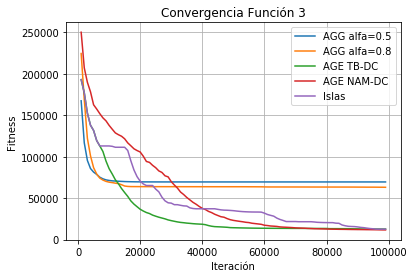 Convergencia Función 3
250000
200000
150000
100000
50000
0
Fitness
AGG alfa=0.5
AGG alfa=0.8
AGE TB-DC
AGE NAM-DC
Islas
0
20000
40000
60000
80000
100000
Iteración